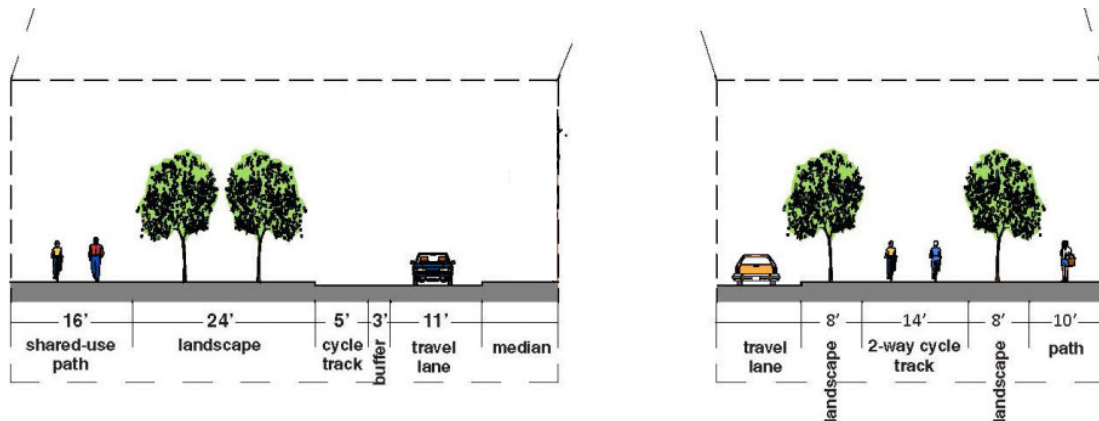 16’ 24’ 5’ 3’ 11’
shared-use path
landscape
cycle track
buffer
travel lane
median
8’ 14’ 8’ 10’
travel lane
landscape
2-way cycle track
landscape
path